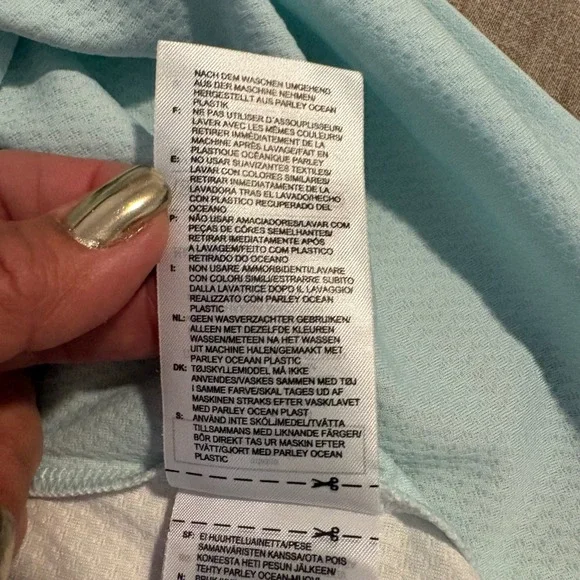 NACH DEM WASCHEN UMGEHEND
AUS DER MASCHINE NEHMEN/
HERGESTELLT AUS PARLEY OCEAN
PLASTIK
F: NE PAS UTILISER D'ASSOUPLISSEUR/
LAVER AVEC LES MÊMES COULEURS/
RETIRER IMMÉDIATEMENT DE LA
MACHINE APRÈS LAVAGE/FAIT EN
PLASTIQUE OCÉANIQUE PARLEY
E: NO USAR SUAVIZANTES TEXTILES/
LAVAR CON COLORES SIMILARES/
RETIRAR INMEDIATAMENTE DE LA
LAVADORA TRAS EL LAVADO/HECHO
CON PLASTICO RECUPERADO DEL
OCEANO
P: NÃO USAR AMACIADORES/LAVAR COM
PEÇAS DE CÔRES SEMELHANTES/
RETIRAR IMEDIATAMENTE APÓS
A LAVAGEM/FEITO COM PLASTICO
RETIRADO DO OCEANO
I: NON USARE AMMORBIDENTI/LAVARE
CON COLORI SIMILI/ESTRARRE SUBITO
DALLA LAVATRICE DOPO IL LAVAGGIO/
REALIZZATO CON PARLEY OCEAN
PLASTIC
NL: GEEN WASVERZACHTER GEBRUIKEN/
ALLEEN MET DEZELFDE KLEUREN
WASSEN/METEEN NA HET WASSEN
UIT MACHINE HALEN/GEMAAKT MET
PARLEY OCEAAN PLASTIC
DK: TØJSKYLLEMIDDEL MÅ IKKE
ANVENDES/VASKES SAMMEN MED TØJ
I SAMME FARVE/SKAL TAGES UD AF
MASKINEN STRAKS EFTER VASK/LAVET
MED PARLEY OCEAN PLAST
S: ANVÄND INTE SKÖLJMEDEL/TVÄTTA
TILLSAMMANS MED LIKNANDE FÄRGER/
BÖR DIREKT TAS UR MASKIN EFTER
TVÄTT/GJORT MED PARLEY OCEAN
PLASTIC
SF: EI HUUHTELUAINETTA/PESE
SAMANVÄRISTEN KANSSA/OTA POIS
KONEESTA HETI PESUN JÄLKEEN/
TEHTY PARLEY OCEAN
N: